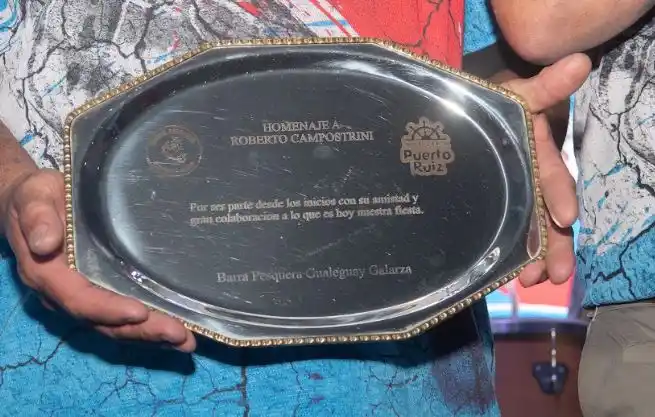 HOMENAJE A
ROBERTO CAMPOSTRINI
Puerto
Ruiz
Por ser parte desde los inicios con su amistad y
gran colaboracion a lo que es hoy nuestra fiesta.
Barra Pesquera Gualeguay Galarza